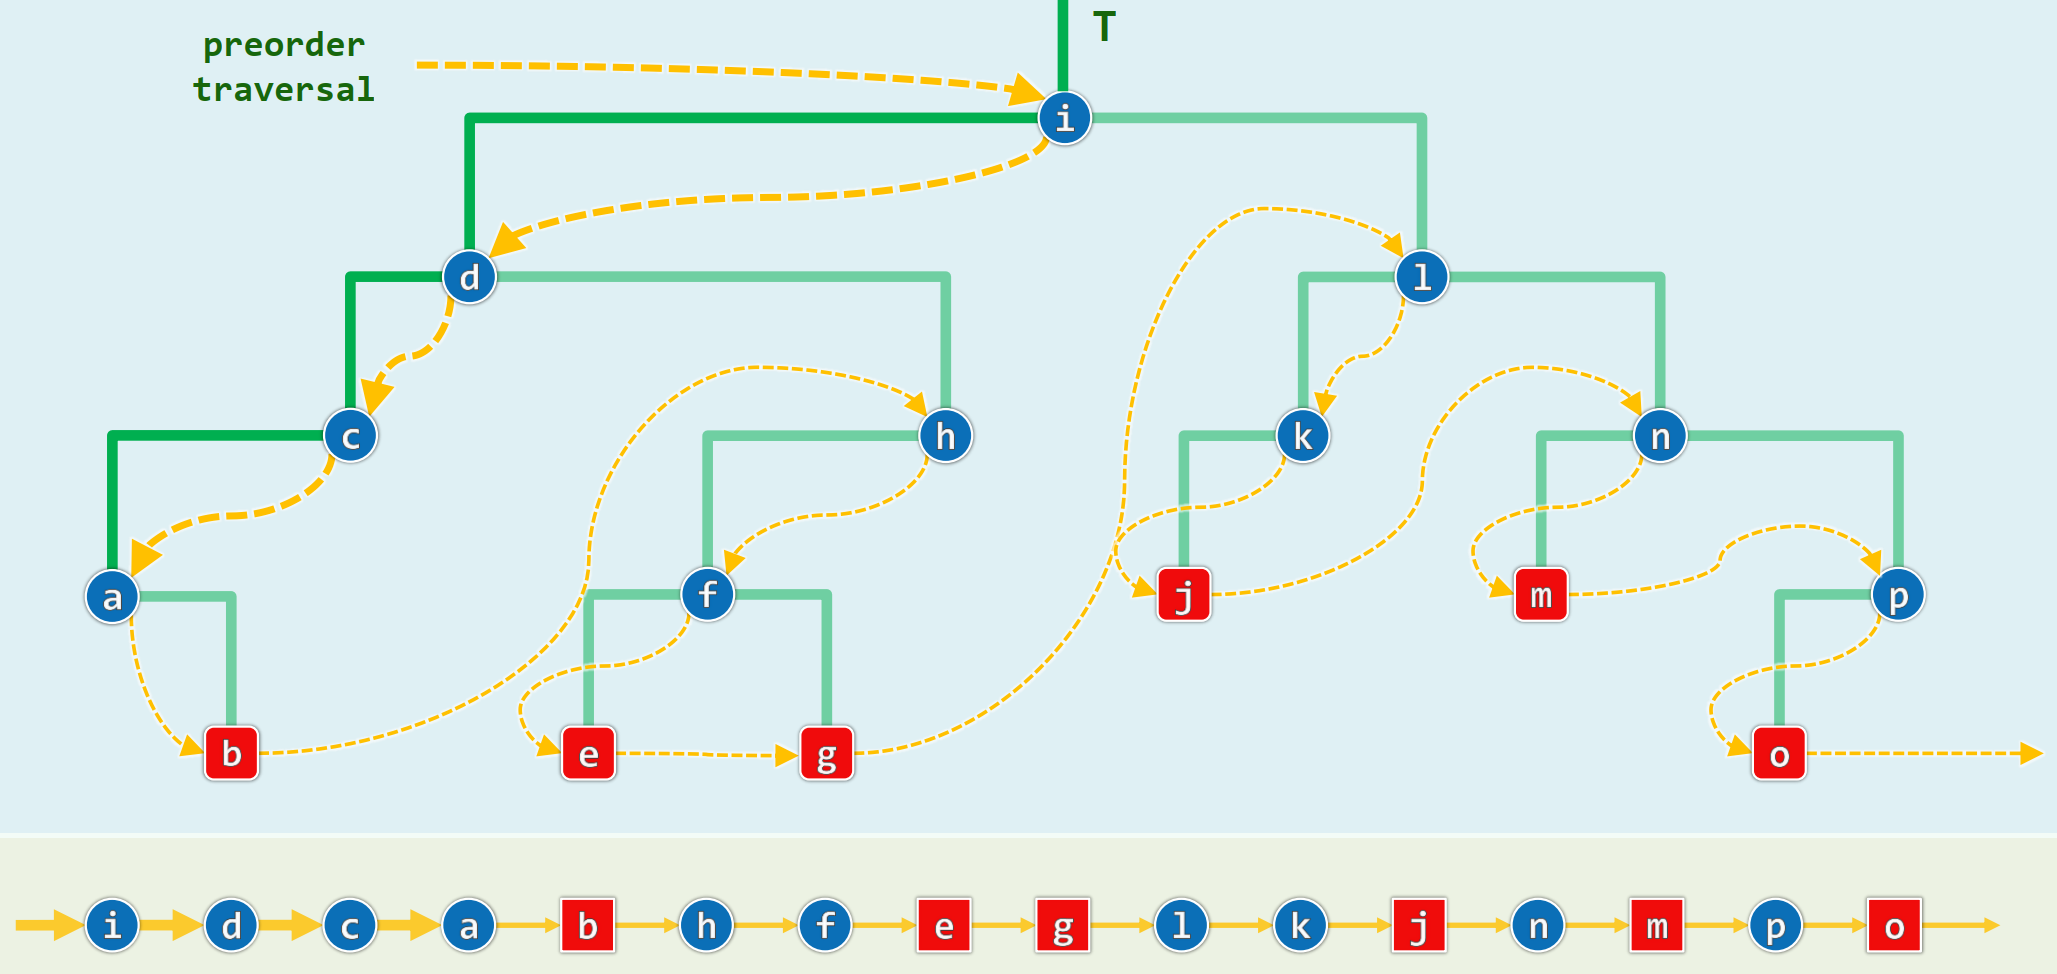 T
preorder
traversal
i
d
l
c
h
k
n
a
f
j
m
p
b
e
g
o
i d c a b h f e g l k j n m p o